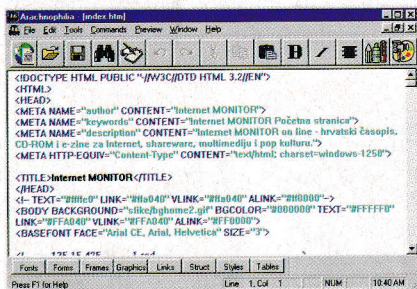 Arachnophilia - [index.htm]
File Edit Tools Commands Preview Window Help
<!DOCTYPE HTML PUBLIC "-//W3C//DTD HTML 3.2//EN">
<HTML>
<HEAD>
<META NAME="author" CONTENT="Internet MONITOR">
<META NAME="keywords" CONTENT="Internet MONITOR Početna stranica">
<META NAME="description" CONTENT="Internet MONITOR on line - hrvatski časopis,
CD-ROM i e-zine za Internet, shareware, multimediju i pop kulturu.">
<META HTTP-EQUIV="Content-Type" CONTENT="text/html; charset=windows-1250">
<TITLE>Internet MONITOR</TITLE>
</HEAD>
<!-- TEXT="#ffffe0" LINK="#ffa040" VLINK="#ffa040" ALINK="#ff0000"-->
<BODY BACKGROUND="slike/bghome2.gif" BGCOLOR="#000000" TEXT="#FFFFF0"
LINK="#FFA040" VLINK="#FFA040" ALINK="#FF0000">
<BASEFONT FACE="Arial CE, Arial, Helvetica" SIZE="3">
Fonts Forms Frames Graphics Links Struct Styles Tables
Press F1 for Help Line 1, Col 1 NUM 10:40 AM